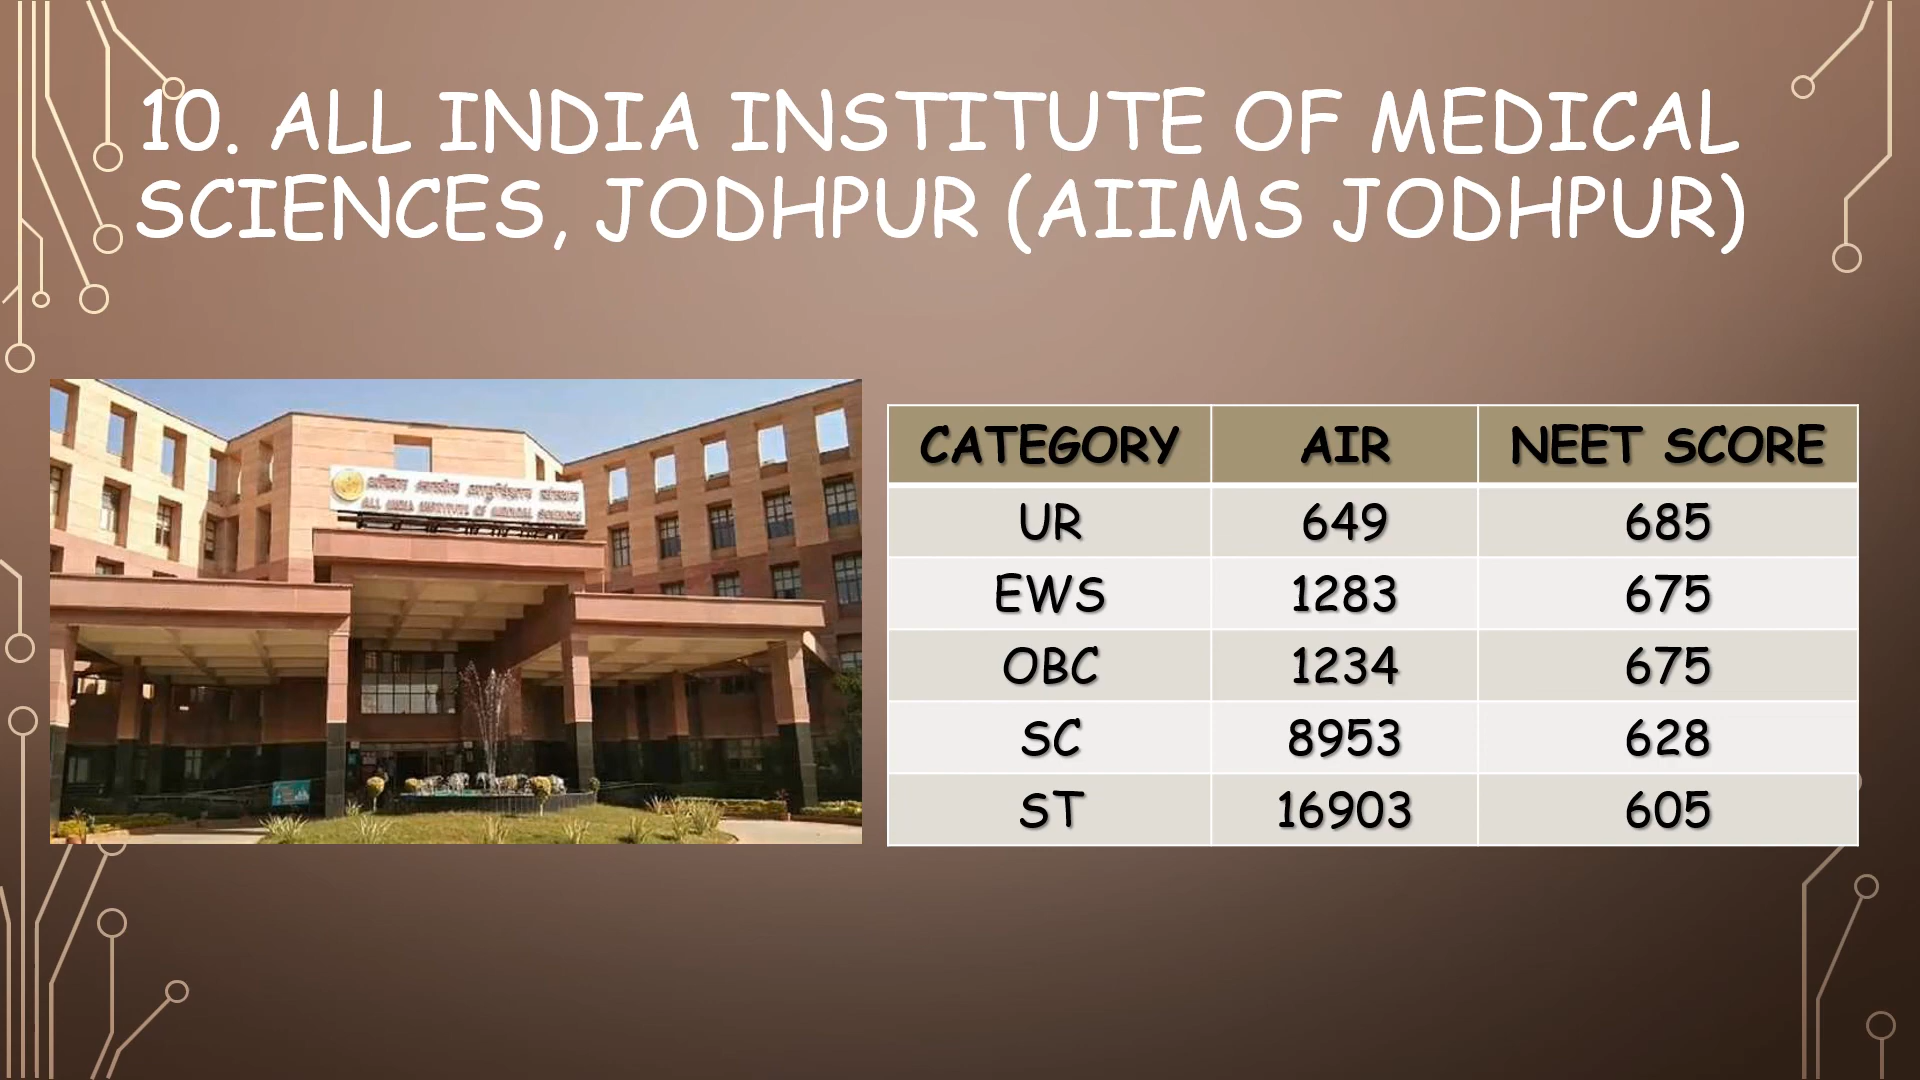 10. ALL INDIA INSTITUTE OF MEDICAL
SCIENCES, JODHPUR (AIIMS JODHPUR)
ALL INDIA INSTITUTE OF MEDICAL SCIENCES
CATEGORY AIR NEET SCORE
UR 649 685
EWS 1283 675
OBC 1234 675
SC 8953 628
ST 16903 605